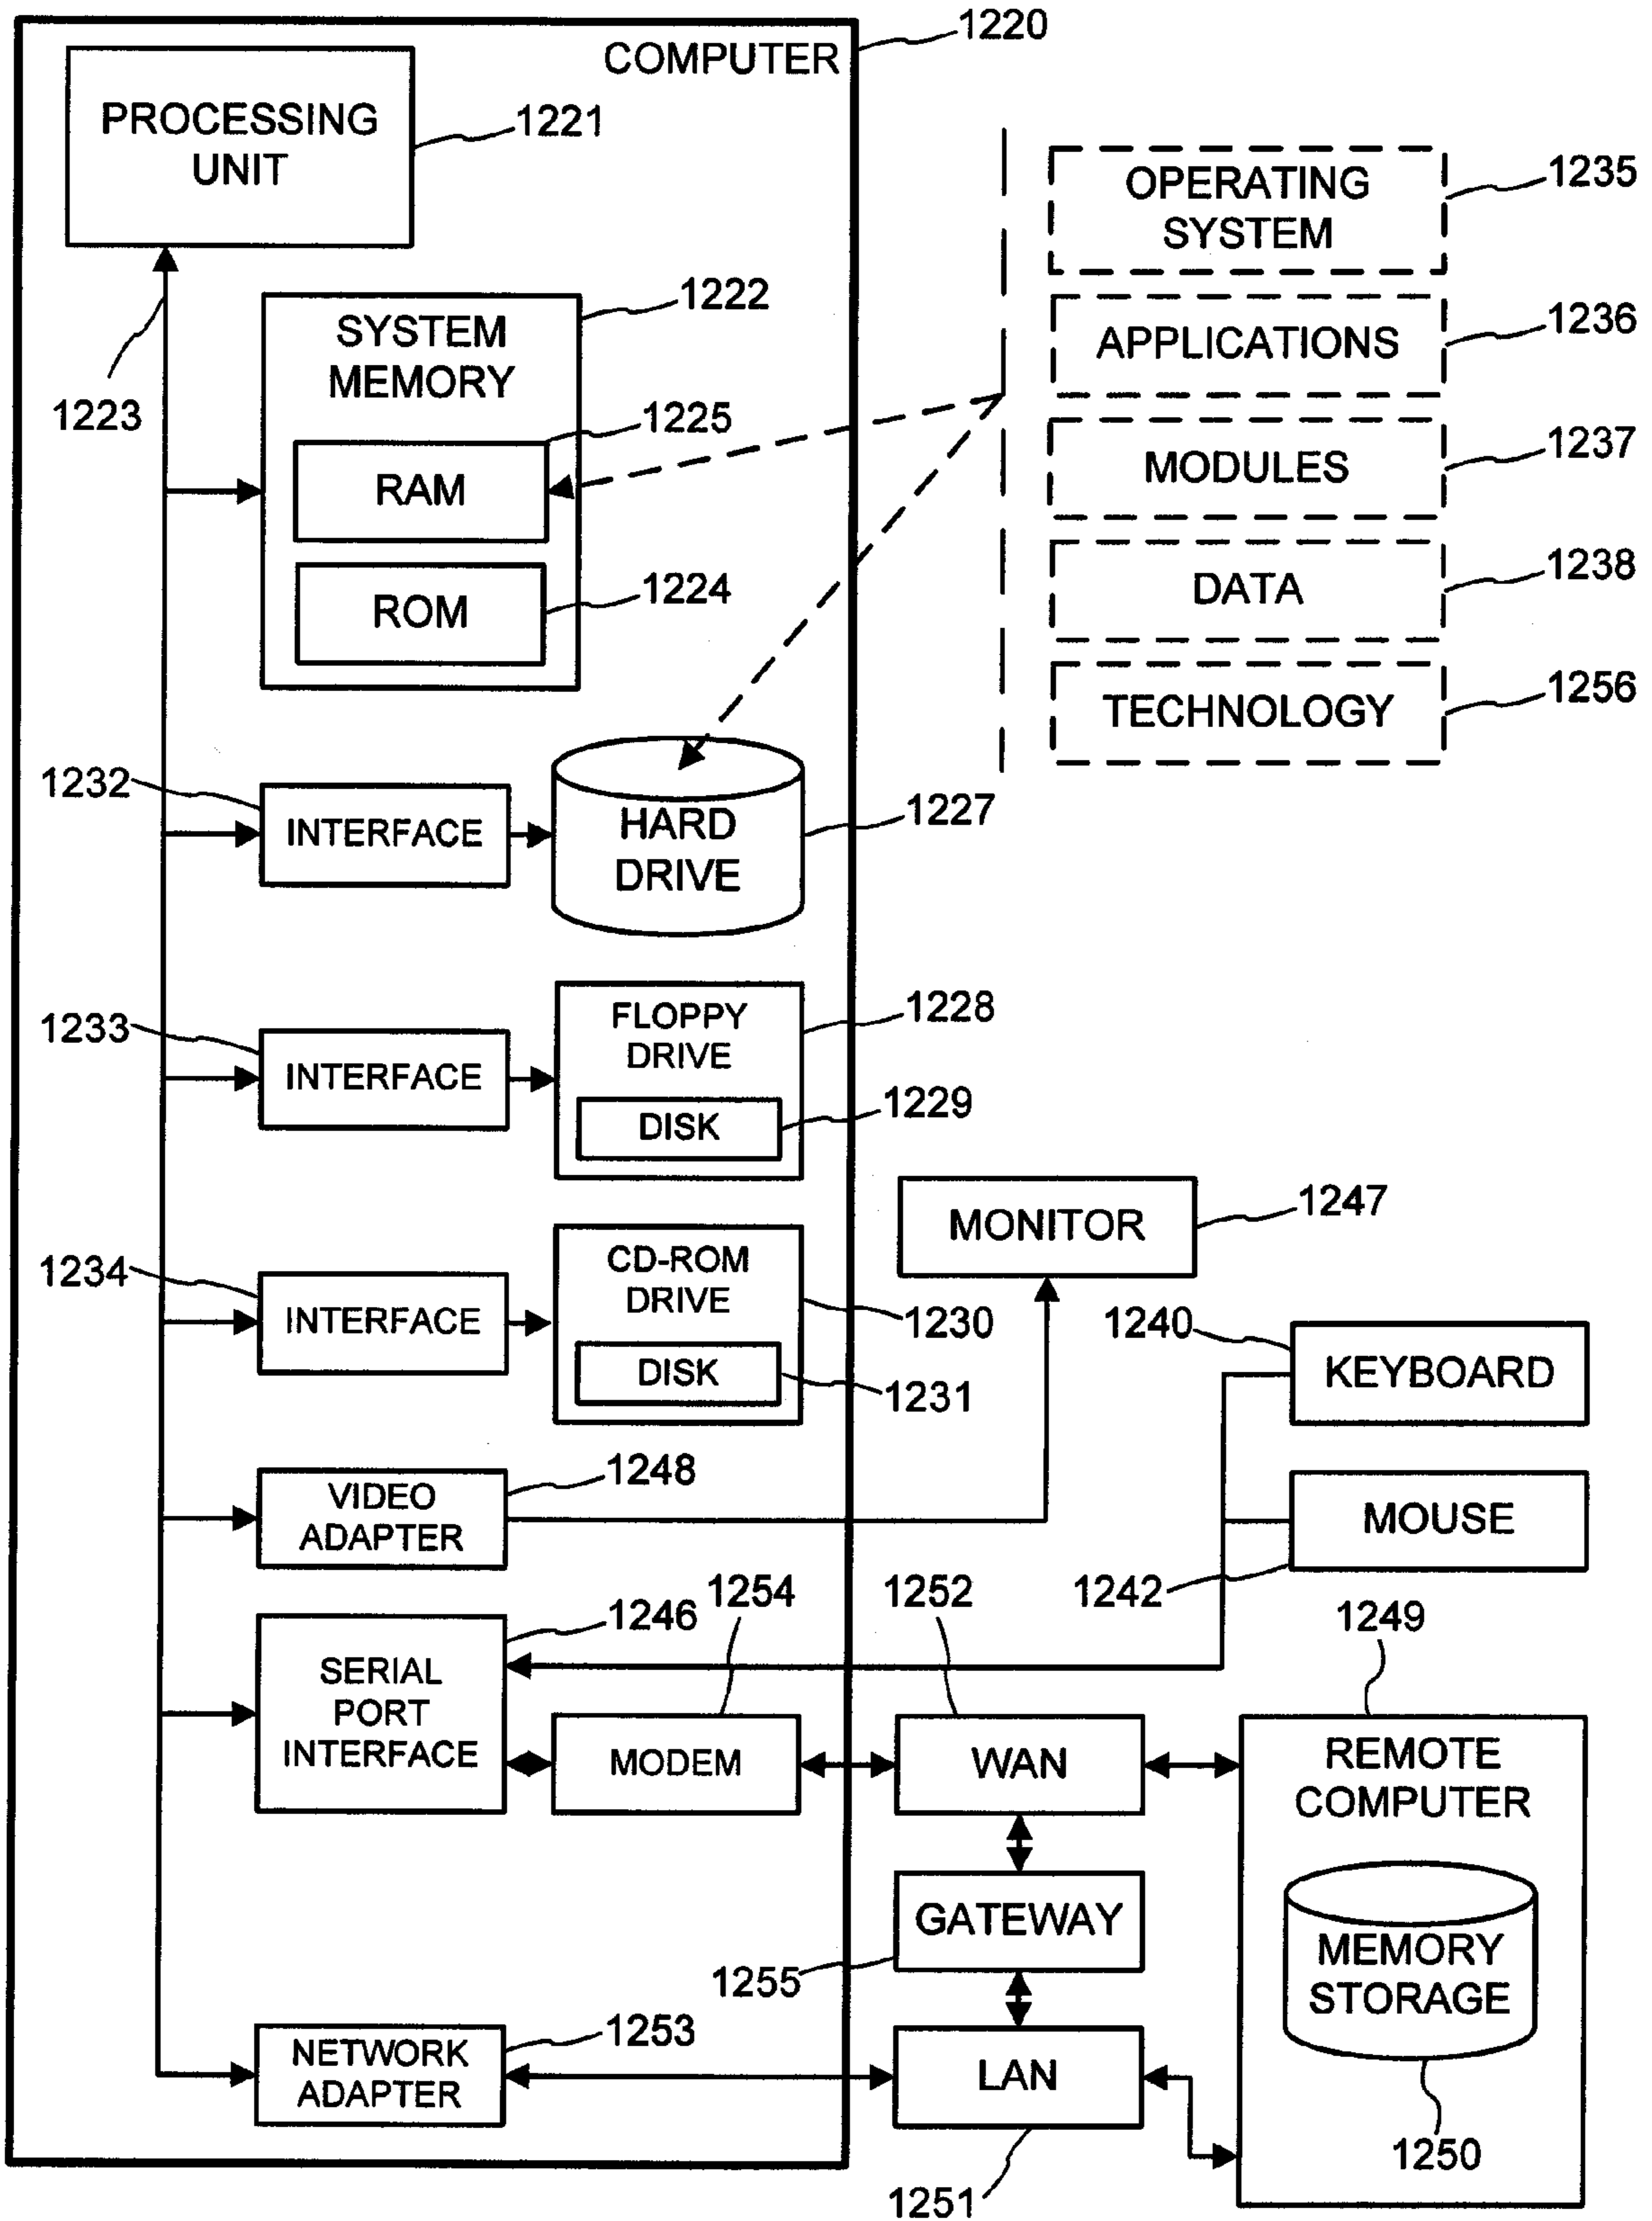 COMPUTER
1220
PROCESSING
UNIT
1221
1223
SYSTEM
MEMORY
1222
RAM
1225
ROM
1224
OPERATING
SYSTEM
1235
APPLICATIONS
1236
MODULES
1237
DATA
1238
TECHNOLOGY
1256
1232
INTERFACE
HARD
DRIVE
1227
1233
INTERFACE
FLOPPY
DRIVE
1228
DISK
1229
1234
INTERFACE
CD-ROM
DRIVE
1230
DISK
1231
MONITOR
1247
1240
KEYBOARD
MOUSE
1242
VIDEO
ADAPTER
1248
SERIAL
PORT
INTERFACE
1246
1254
MODEM
1252
WAN
1249
REMOTE
COMPUTER
MEMORY
STORAGE
1250
GATEWAY
1255
NETWORK
ADAPTER
1253
LAN
1251